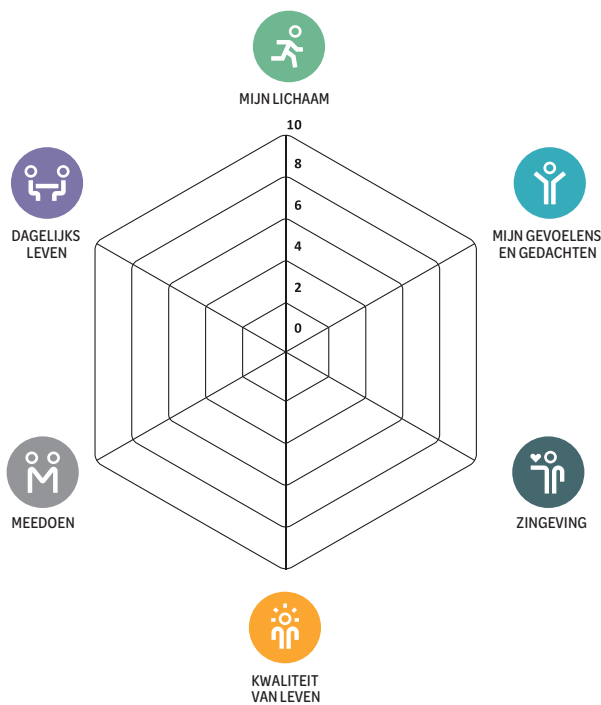 MIJN LICHAAM
10
8
6
4
2
0
DAGELIJKS
LEVEN
MIJN GEVOELENS
EN GEDACHTEN
MEEDOEN
ZINGEVING
KWALITEIT
VAN LEVEN